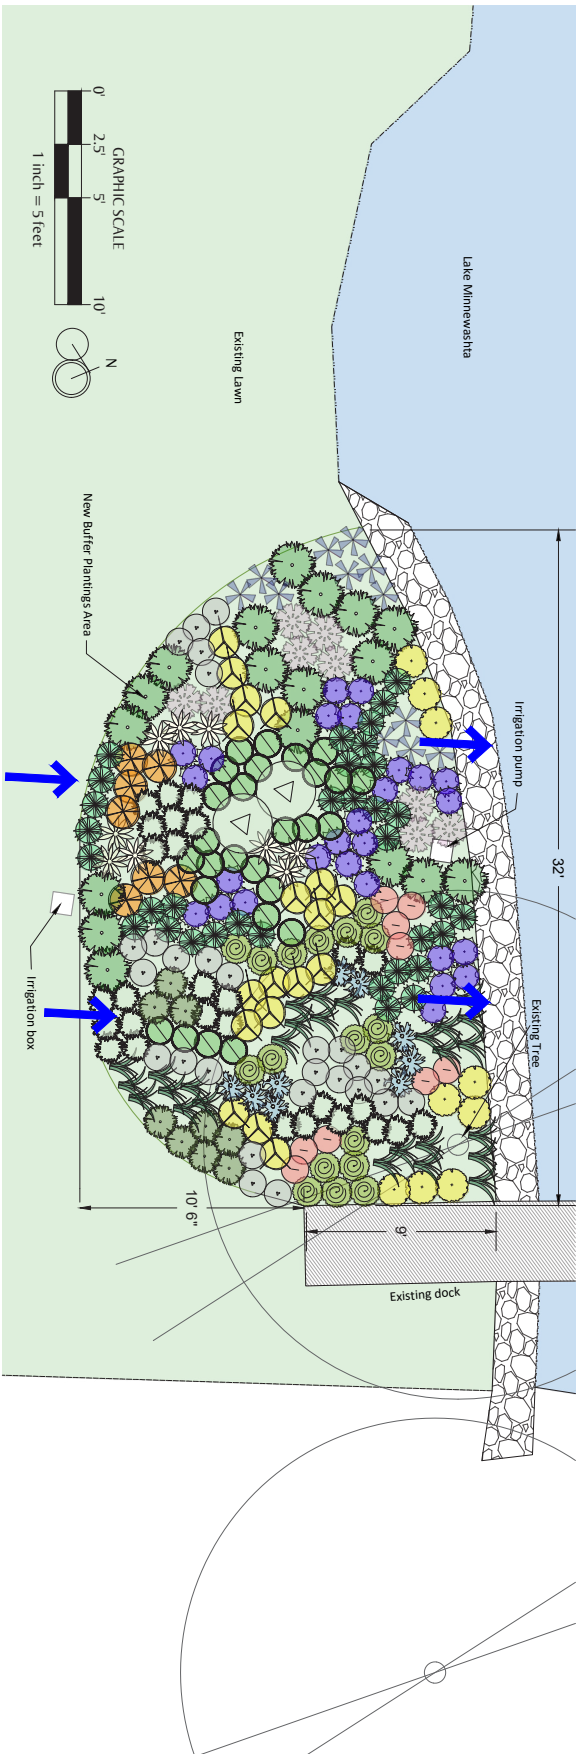 GRAPHIC SCALE
0'
2.5'
5'
10'
1 inch = 5 feet
N
Lake Minnewashta
Existing Lawn
New Buffer Plantings Area
Irrigation pump
32'
Irrigation box
Existing Tree
10' 6"
9'
Existing dock